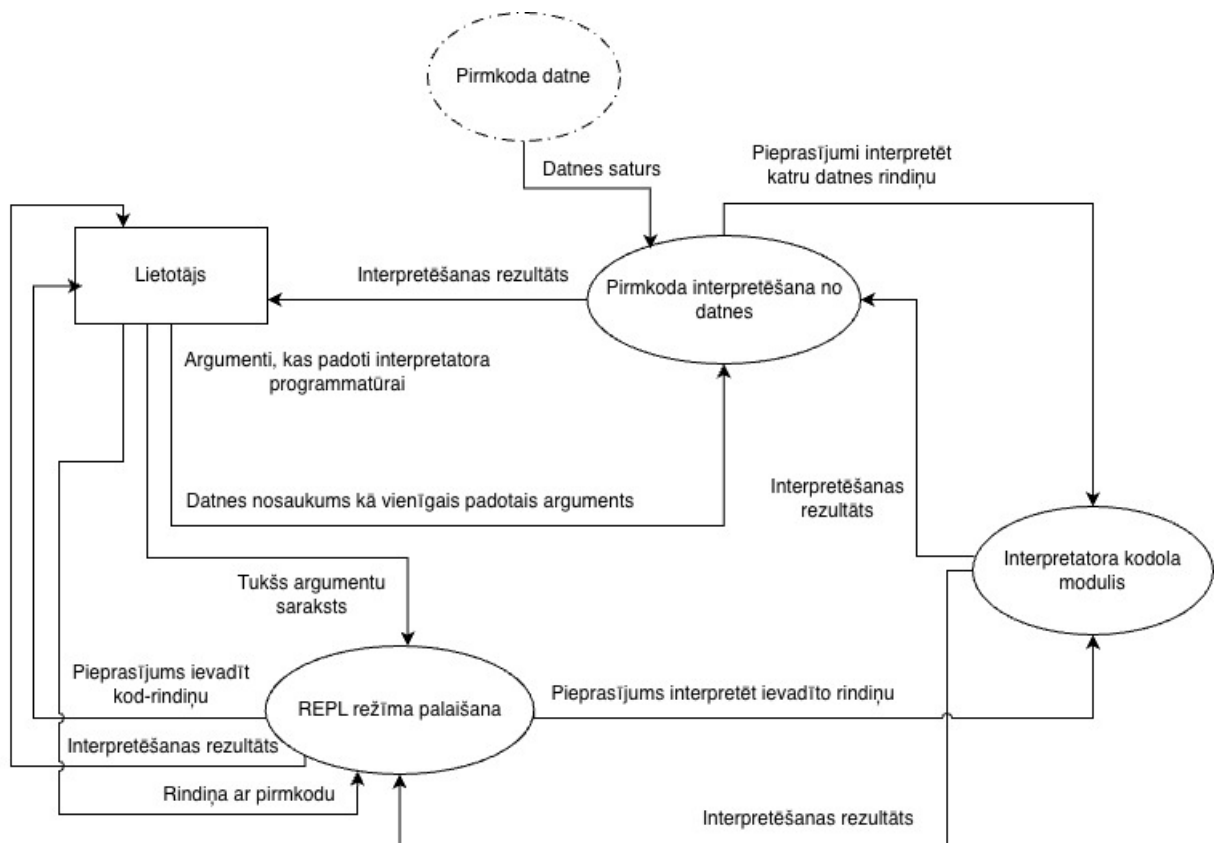 Pirmkoda datne
Datnes saturs
Pieprasījumi interpretēt
katru datnes rindiņu
Lietotājs
Interpretēšanas rezultāts
Pirmkoda interpretēšana no
datnes
Argumenti, kas padoti interpretatora
programmatūrai
Datnes nosaukums kā vienīgais padotais arguments
Interpretēšanas
rezultāts
Interpretatora kodola
modulis
Tukšs argumentu
saraksts
Pieprasījums ievadīt
kod-rindiņu
REPL režīma palaišana
Pieprasījums interpretēt ievadīto rindiņu
Interpretēšanas rezultāts
Rindiņa ar pirmkodu
Interpretēšanas rezultāts